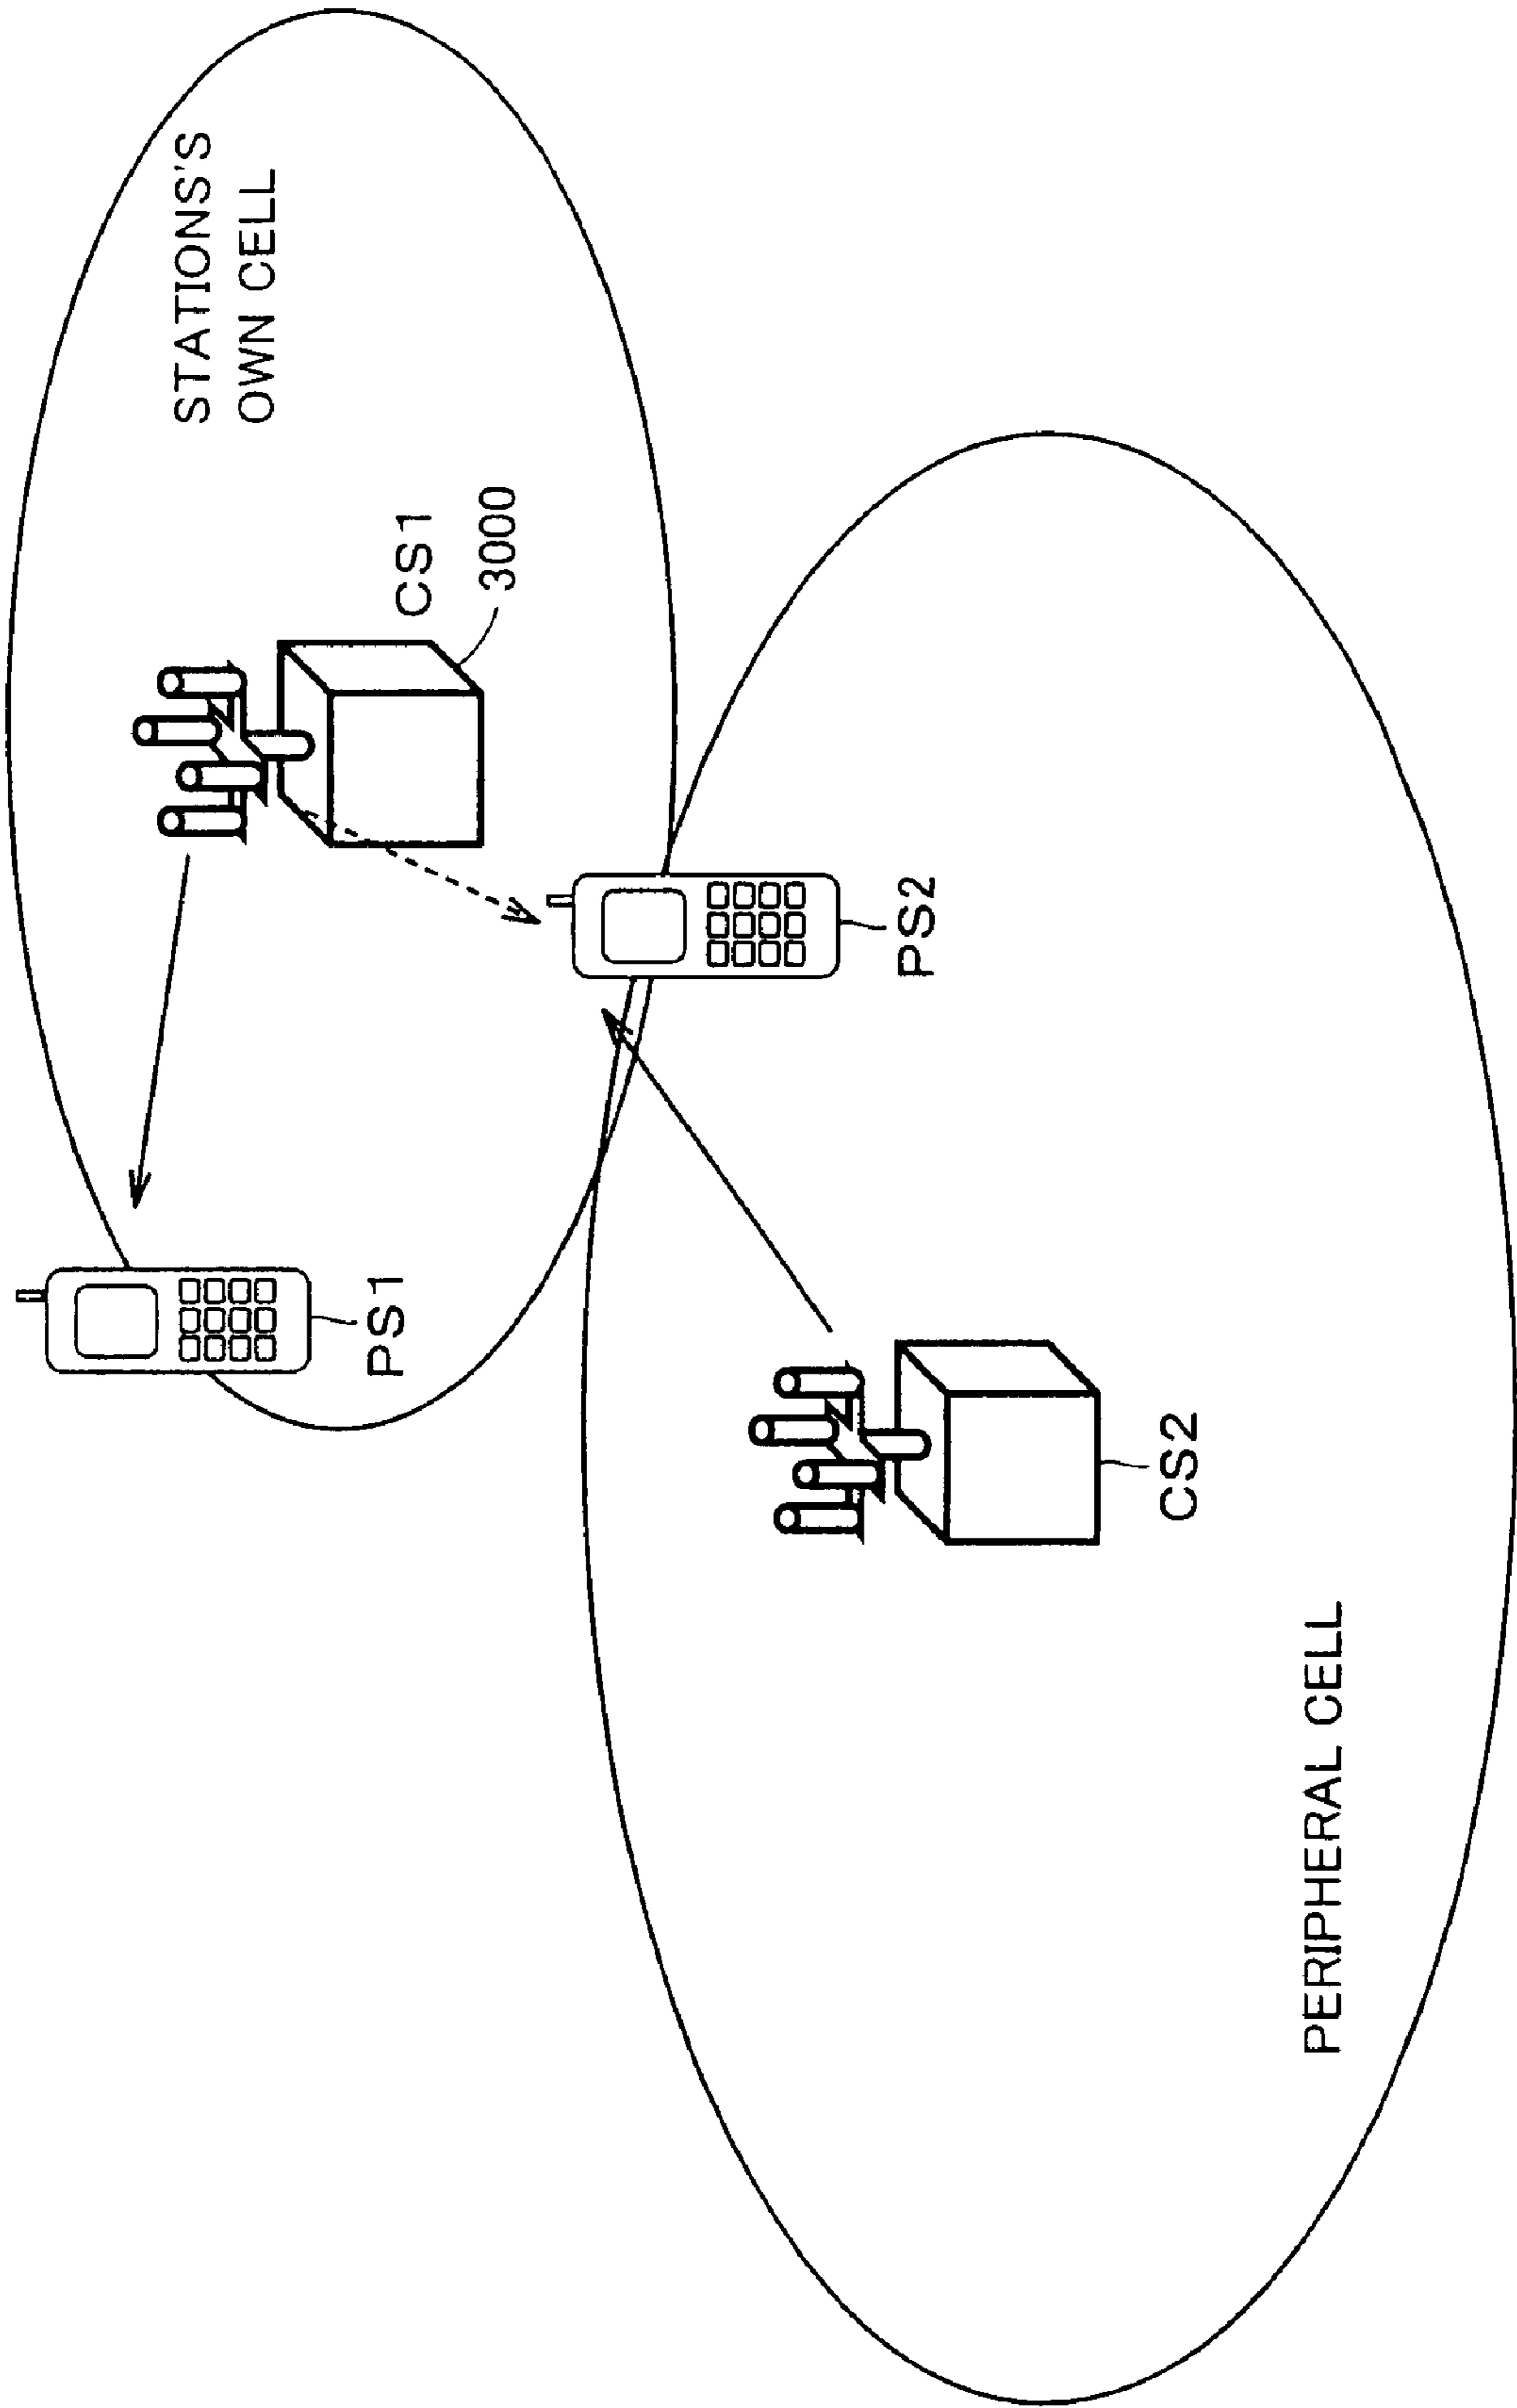 STATIONS'S
OWN CELL
CS1
3000
PS1
PS2
CS2
PERIPHERAL CELL